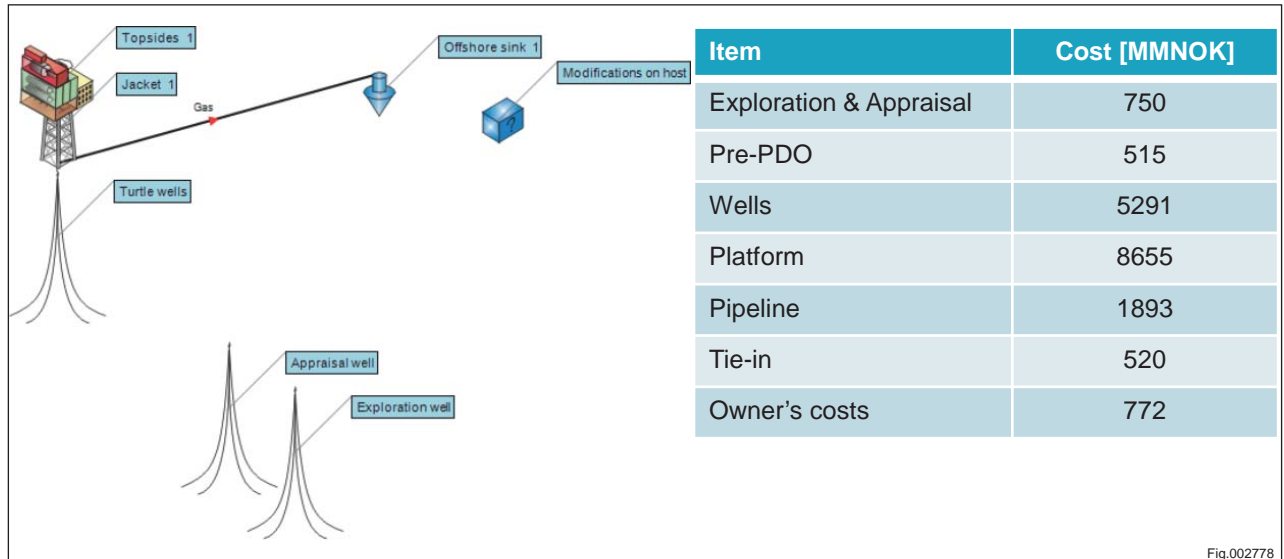 Topsides 1
Jacket 1
Gas
Turtle wells
Offshore sink 1
Modifications on host
?
Appraisal well
Exploration well
Item Cost [MMNOK]
Exploration & Appraisal 750
Pre-PDO 515
Wells 5291
Platform 8655
Pipeline 1893
Tie-in 520
Owner’s costs 772
Fig.002778